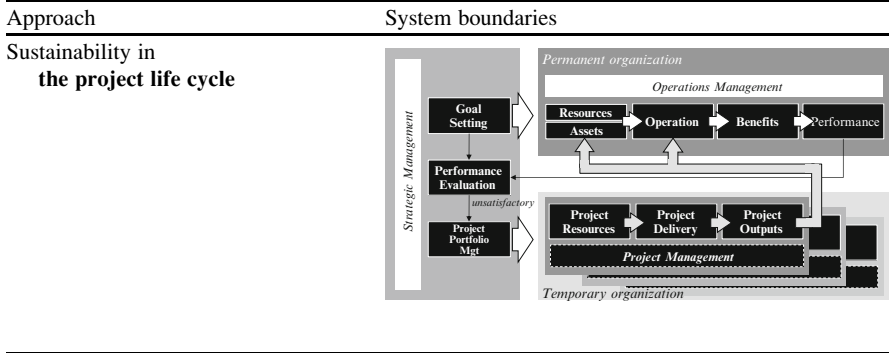 Approach
System boundaries
Sustainability in
the project life cycle
Strategic Management
Goal
Setting
Performance
Evaluation
unsatisfactory
Project
Portfolio
Mgt
Permanent organization
Operations Management
Resources
Assets
Operation
Benefits
Performance
Project
Resources
Project
Delivery
Project
Outputs
Project Management
Temporary organization